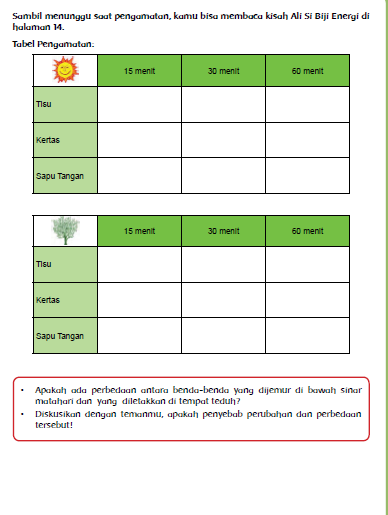 Sambil menunggu saat pengamatan, kamu bisa membaca kisah Ali Si Biji Energi di
halaman 14.
Tabel Pengamatan:
15 menit 30 menit 60 menit
Tisu
Kertas
Sapu Tangan
15 menit 30 menit 60 menit
Tisu
Kertas
Sapu Tangan
• Apakah ada perbedaan antara benda-benda yang dijemur di bawah sinar
matahari dan yang diletakkan di tempat teduh?
• Diskusikan dengan temanmu, apakah penyebab perubahan dan perbedaan
tersebut!